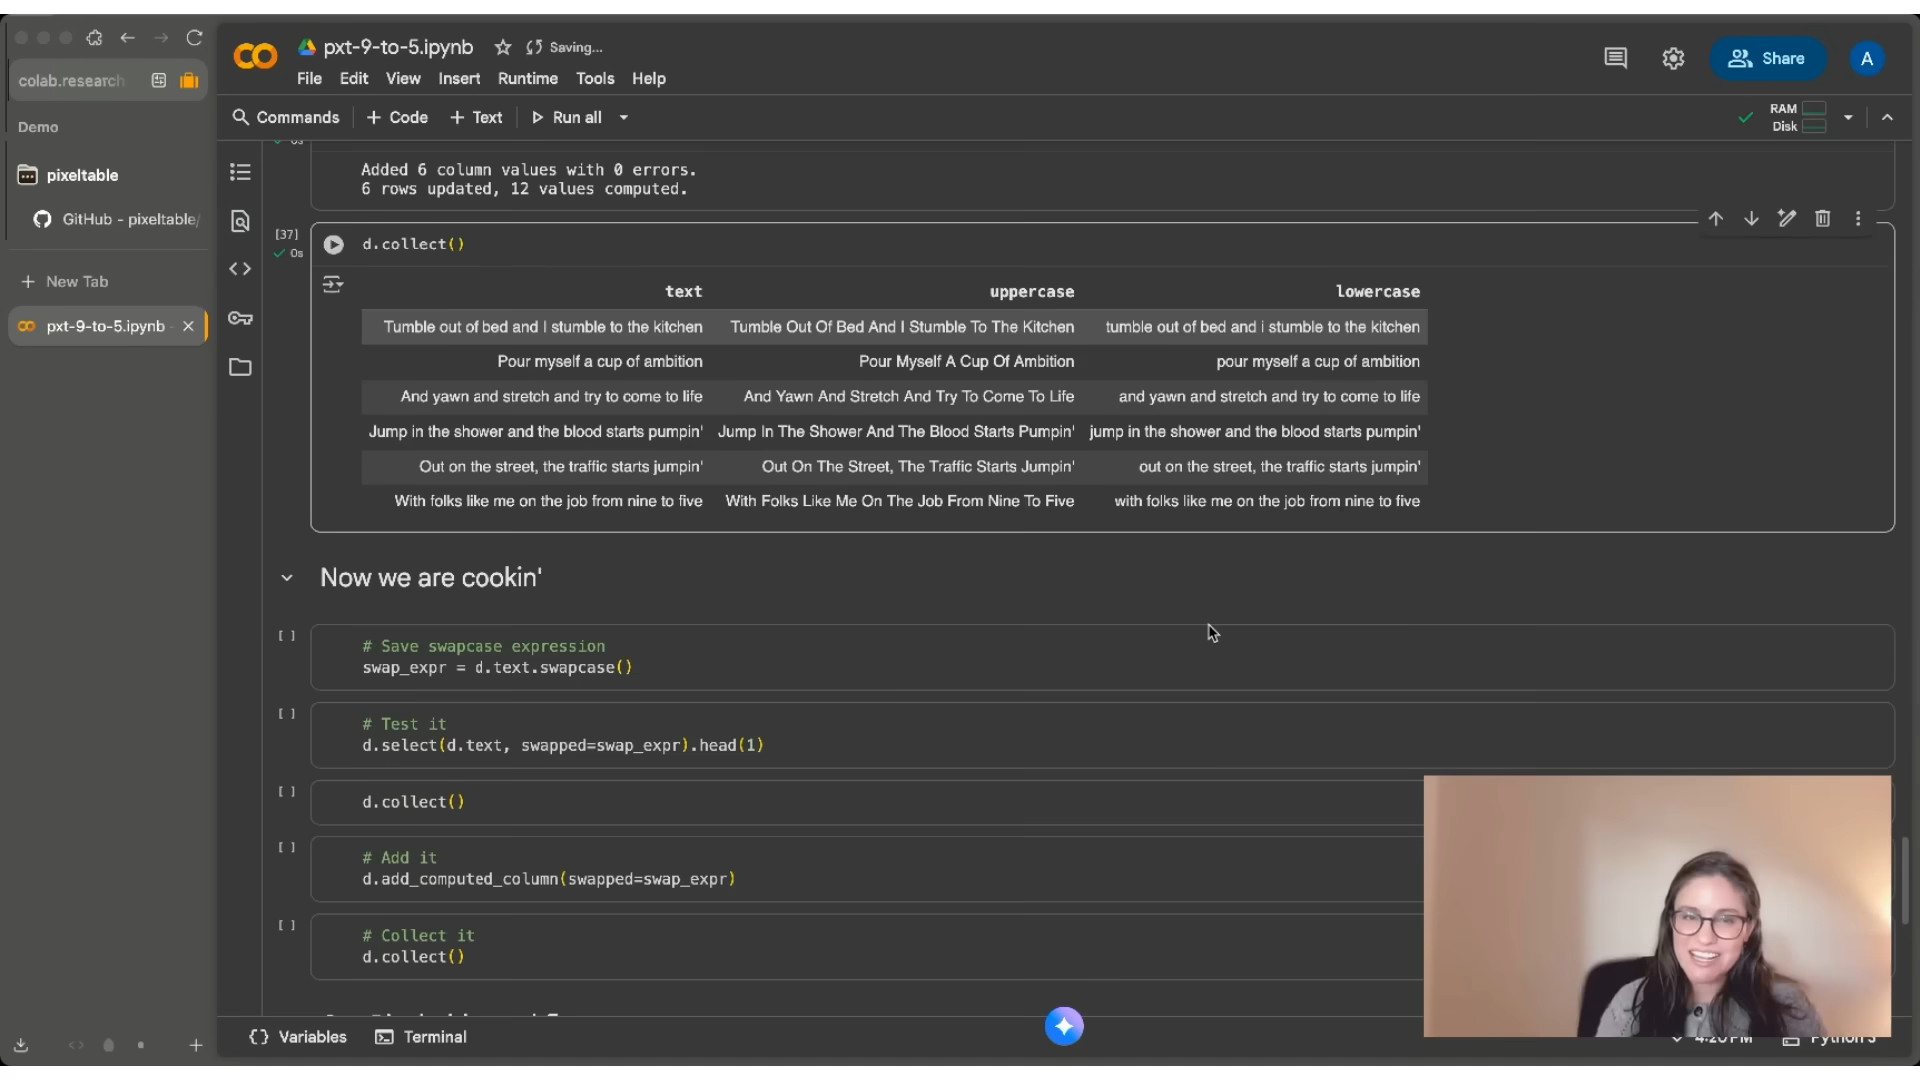 colab.research
Demo
pixeltable
GitHub - pixeltable/
New Tab
pxt-9-to-5.ipynb
pxt-9-to-5.ipynb
Saving...
File Edit View Insert Runtime Tools Help
Share
A
Commands + Code + Text Run all
RAM
Disk
0s
Added 6 column values with 0 errors.
6 rows updated, 12 values computed.
[37]
0s
d.collect()
text uppercase lowercase
Tumble out of bed and I stumble to the kitchen Tumble Out Of Bed And I Stumble To The Kitchen tumble out of bed and i stumble to the kitchen
Pour myself a cup of ambition Pour Myself A Cup Of Ambition pour myself a cup of ambition
And yawn and stretch and try to come to life And Yawn And Stretch And Try To Come To Life and yawn and stretch and try to come to life
Jump in the shower and the blood starts pumpin' Jump In The Shower And The Blood Starts Pumpin' jump in the shower and the blood starts pumpin'
Out on the street, the traffic starts jumpin' Out On The Street, The Traffic Starts Jumpin' out on the street, the traffic starts jumpin'
With folks like me on the job from nine to five With Folks Like Me On The Job From Nine To Five with folks like me on the job from nine to five
Now we are cookin'
[ ]
# Save swapcase expression
swap_expr = d.text.swapcase()
[ ]
# Test it
d.select(d.text, swapped=swap_expr).head(1)
[ ]
d.collect()
[ ]
# Add it
d.add_computed_column(swapped=swap_expr)
[ ]
# Collect it
d.collect()
{} Variables
Terminal
4:20 PM
Python 3